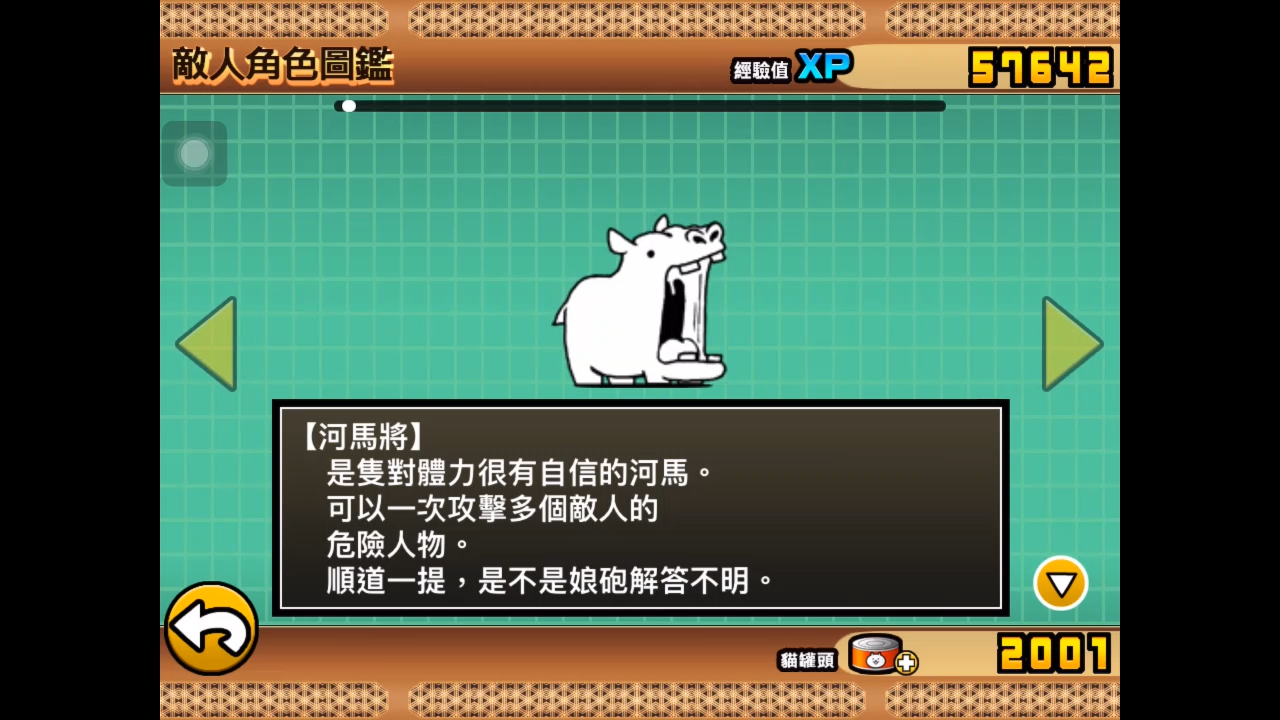 敵人角色圖鑑
經驗值 XP 57642
【河馬將】
是隻對體力很有自信的河馬。
可以一次攻擊多個敵人的
危險人物。
順道一提，是不是娘砲解答不明。
貓罐頭 2001